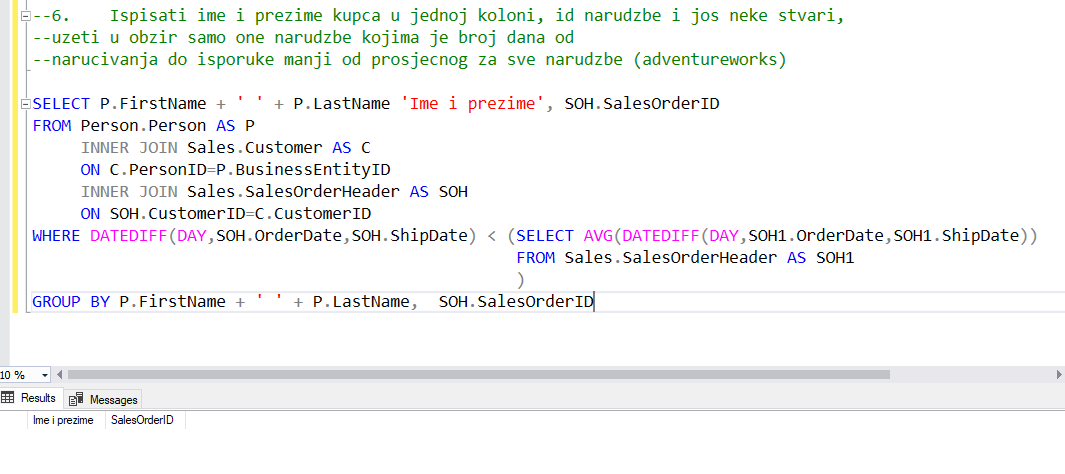 --6.    Ispisati ime i prezime kupca u jednoj koloni, id narudzbe i jos neke stvari,
--uzeti u obzir samo one narudzbe kojima je broj dana od
--narucivanja do isporuke manji od prosjecnog za sve narudzbe (adventureworks)
SELECT P.FirstName + ' ' + P.LastName 'Ime i prezime', SOH.SalesOrderID
FROM Person.Person AS P
INNER JOIN Sales.Customer AS C
ON C.PersonID=P.BusinessEntityID
INNER JOIN Sales.SalesOrderHeader AS SOH
ON SOH.CustomerID=C.CustomerID
WHERE DATEDIFF(DAY,SOH.OrderDate,SOH.ShipDate) < (SELECT AVG(DATEDIFF(DAY,SOH1.OrderDate,SOH1.ShipDate))
FROM Sales.SalesOrderHeader AS SOH1
)
GROUP BY P.FirstName + ' ' + P.LastName,  SOH.SalesOrderID
10 %
Results Messages
Ime i prezime SalesOrderID